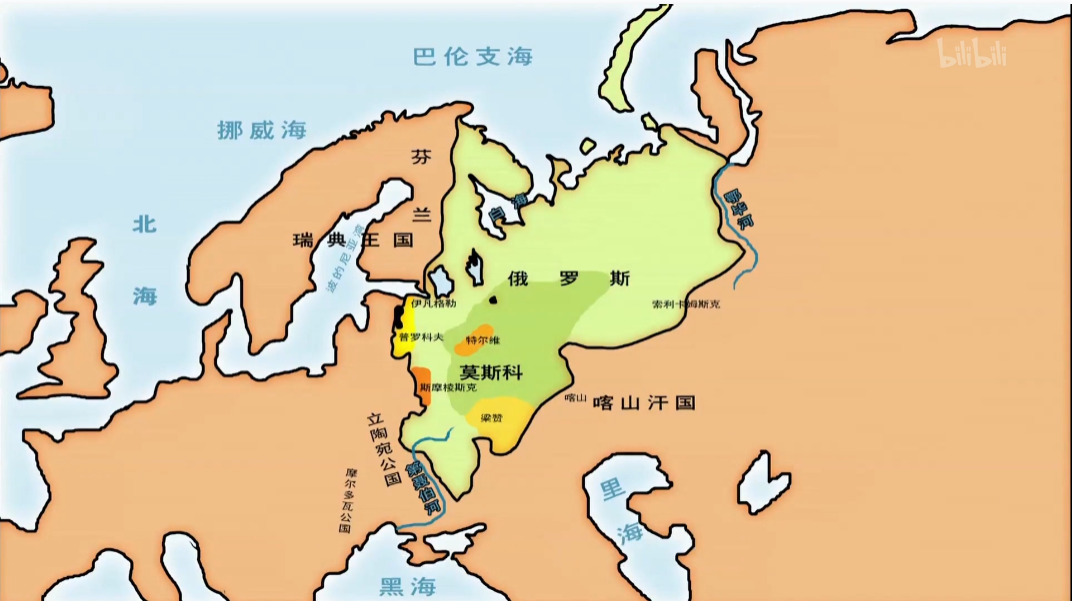 bilibili
巴伦支海
挪威海
芬兰
北海
白海
鄂毕河
瑞典王国
波的尼亚湾
俄罗斯
伊凡格勒
索利卡姆斯克
普罗科夫
特尔维
莫斯科
斯摩棱斯克
喀山
喀山汗国
梁赞
立陶宛公国
第聂伯河
摩尔多瓦公国
里海
黑海